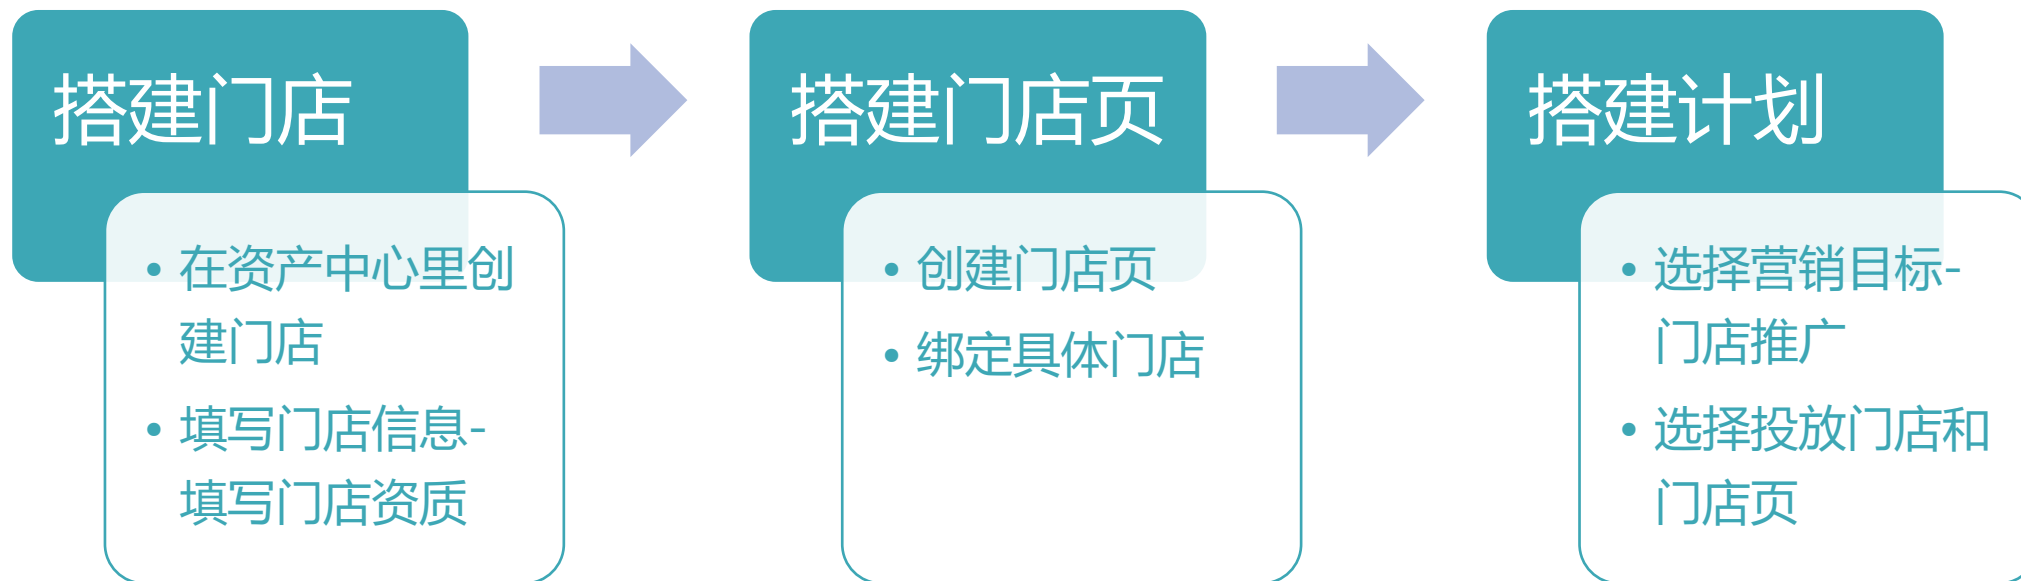 搭建门店
• 在资产中心里创
建门店
• 填写门店信息-
填写门店资质
搭建门店页
• 创建门店页
• 绑定具体门店
搭建计划
• 选择营销目标-
门店推广
• 选择投放门店和
门店页